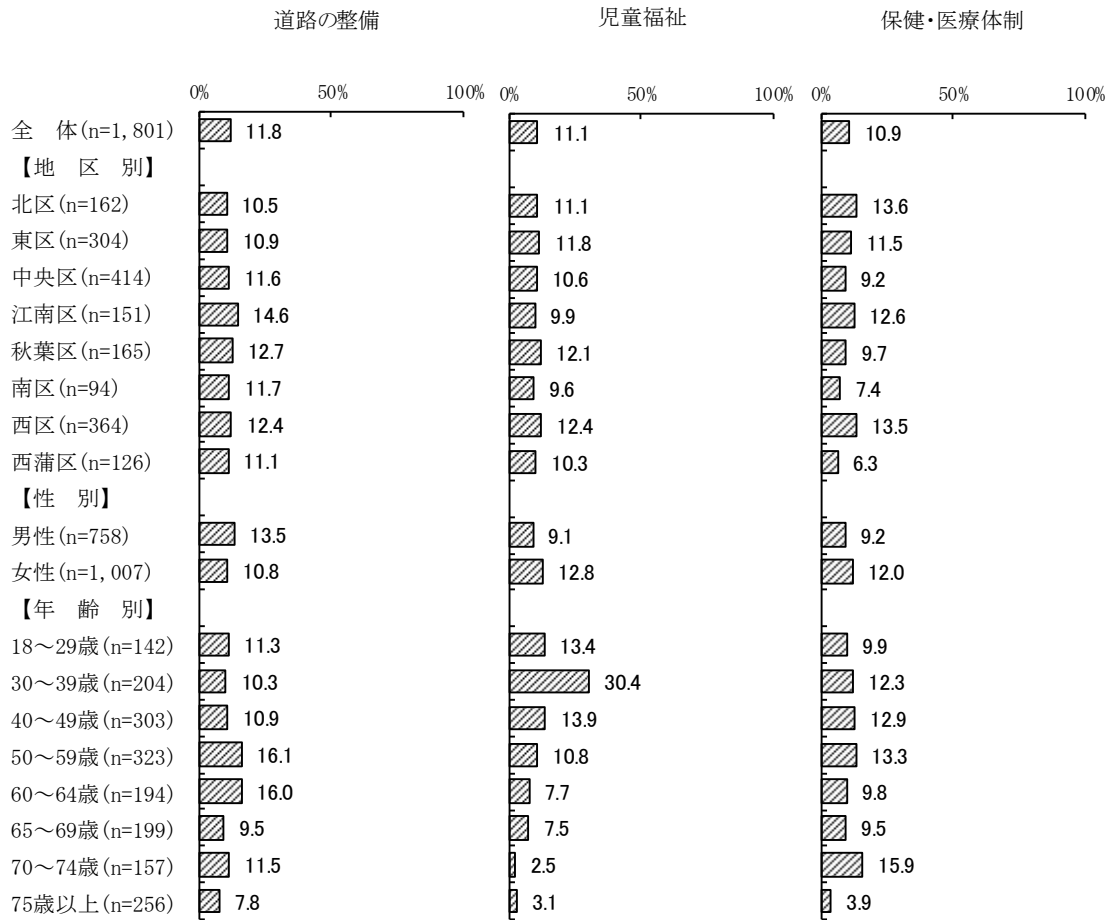 道路の整備 児童福祉 保健・医療体制
0% 50% 100% 0% 50% 100% 0% 50% 100%
全　体(n=1,801) 11.8 11.1 10.9
【地　区　別】
北区(n=162) 10.5 11.1 13.6
東区(n=304) 10.9 11.8 11.5
中央区(n=414) 11.6 10.6 9.2
江南区(n=151) 14.6 9.9 12.6
秋葉区(n=165) 12.7 12.1 9.7
南区(n=94) 11.7 9.6 7.4
西区(n=364) 12.4 12.4 13.5
西蒲区(n=126) 11.1 10.3 6.3
【性　別】
男性(n=758) 13.5 9.1 9.2
女性(n=1,007) 10.8 12.8 12.0
【年　齢　別】
18～29歳(n=142) 11.3 13.4 9.9
30～39歳(n=204) 10.3 30.4 12.3
40～49歳(n=303) 10.9 13.9 12.9
50～59歳(n=323) 16.1 10.8 13.3
60～64歳(n=194) 16.0 7.7 9.8
65～69歳(n=199) 9.5 7.5 9.5
70～74歳(n=157) 11.5 2.5 15.9
75歳以上(n=256) 7.8 3.1 3.9